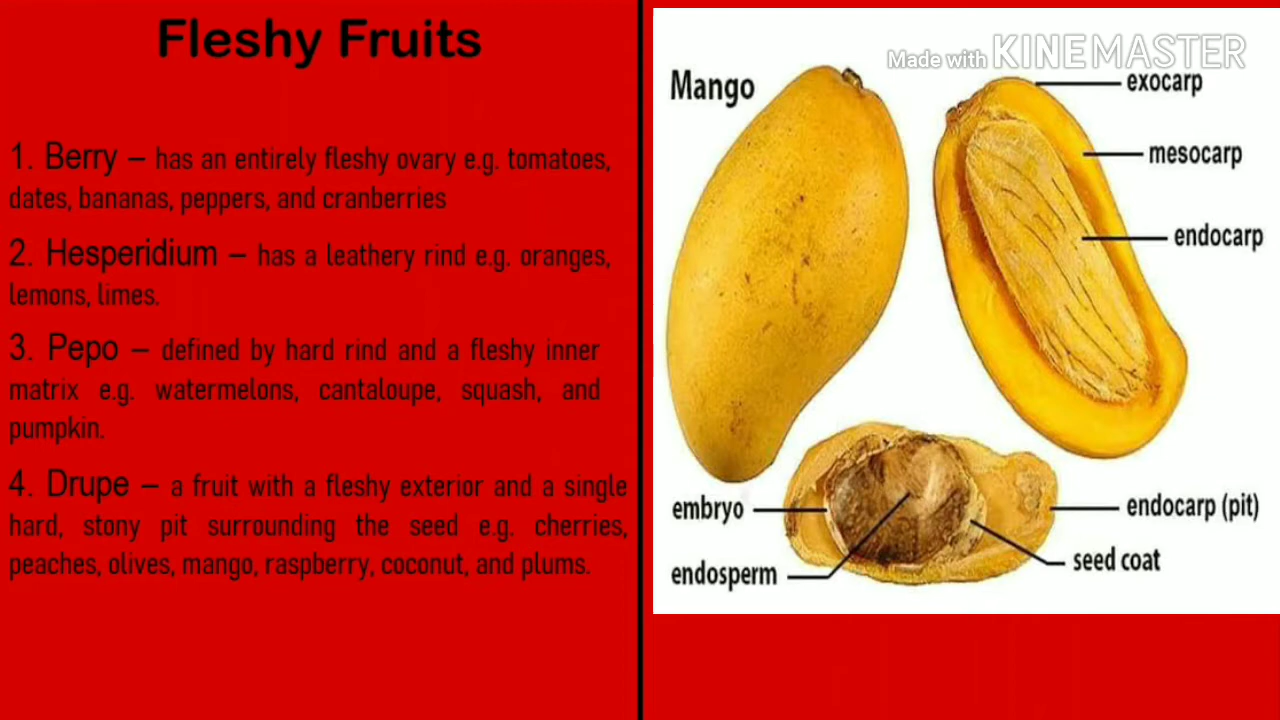 Fleshy Fruits
1. Berry – has an entirely fleshy ovary e.g. tomatoes,
dates, bananas, peppers, and cranberries
2. Hesperidium – has a leathery rind e.g. oranges,
lemons, limes.
3. Pepo – defined by hard rind and a fleshy inner
matrix e.g. watermelons, cantaloupe, squash, and
pumpkin.
4. Drupe – a fruit with a fleshy exterior and a single
hard, stony pit surrounding the seed e.g. cherries,
peaches, olives, mango, raspberry, coconut, and plums.
Made with KINEMASTER
Mango
exocarp
mesocarp
endocarp
embryo
endosperm
endocarp (pit)
seed coat